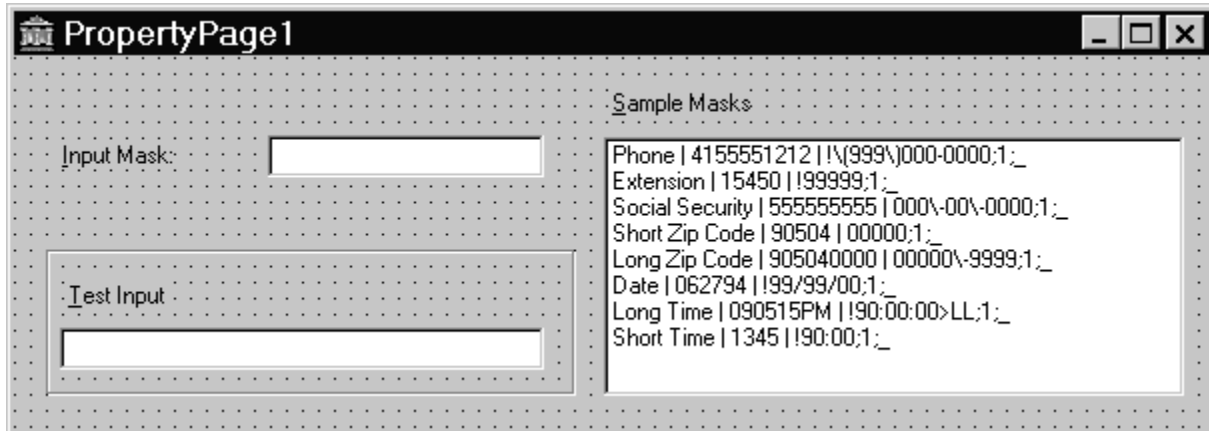 PropertyPage1
Sample Masks
Input Mask:
Phone | 4155551212 | !\(999\)000-0000;1;_
Extension | 15450 | !99999;1;_
Social Security | 555555555 | 000\-00\-0000;1;_
Short Zip Code | 90504 | 00000;1;_
Long Zip Code | 905040000 | 00000\-9999;1;_
Date | 062794 | !99/99/00;1;_
Long Time | 090515PM | !90:00:00>LL;1;_
Short Time | 1345 | !90:00;1;_
Test Input